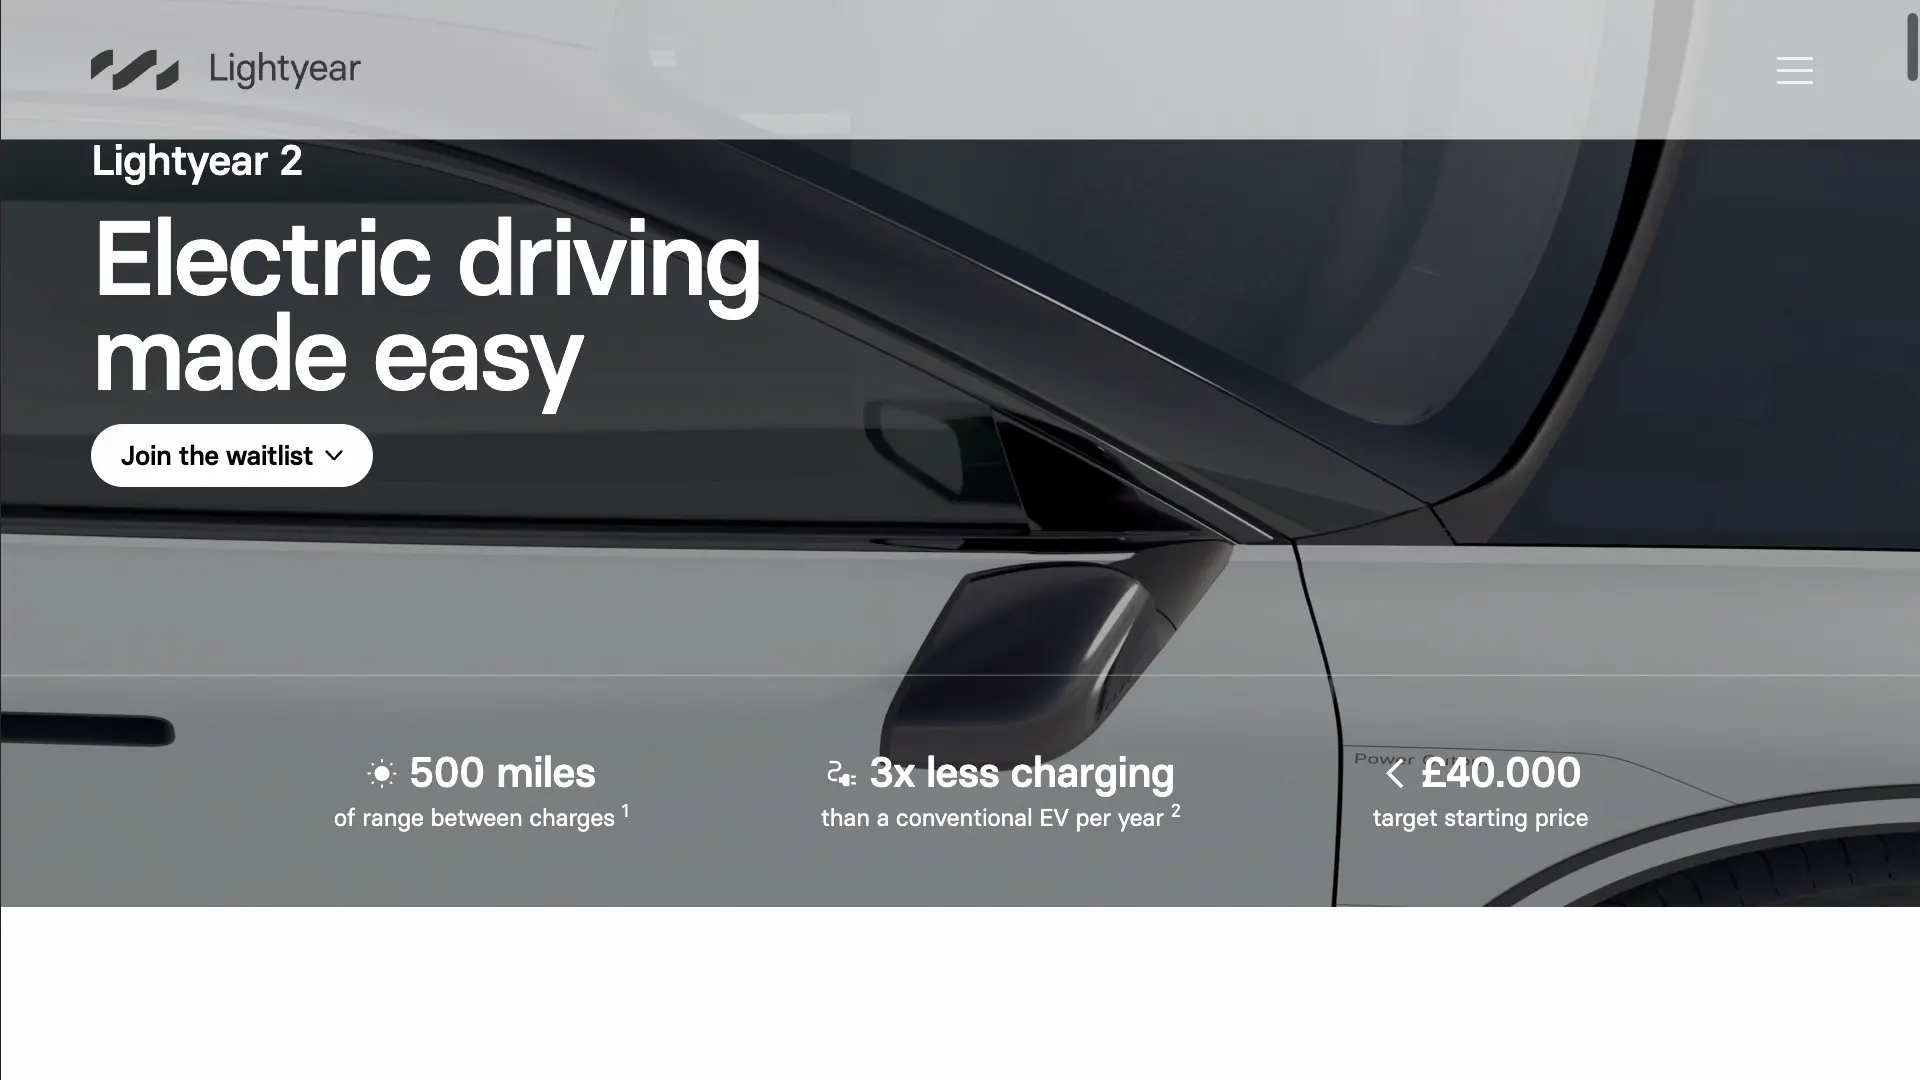 Lightyear
Lightyear 2
Electric driving
made easy
Join the waitlist
500 miles
of range between charges 1
3x less charging
than a conventional EV per year 2
Power
< £40.000
target starting price